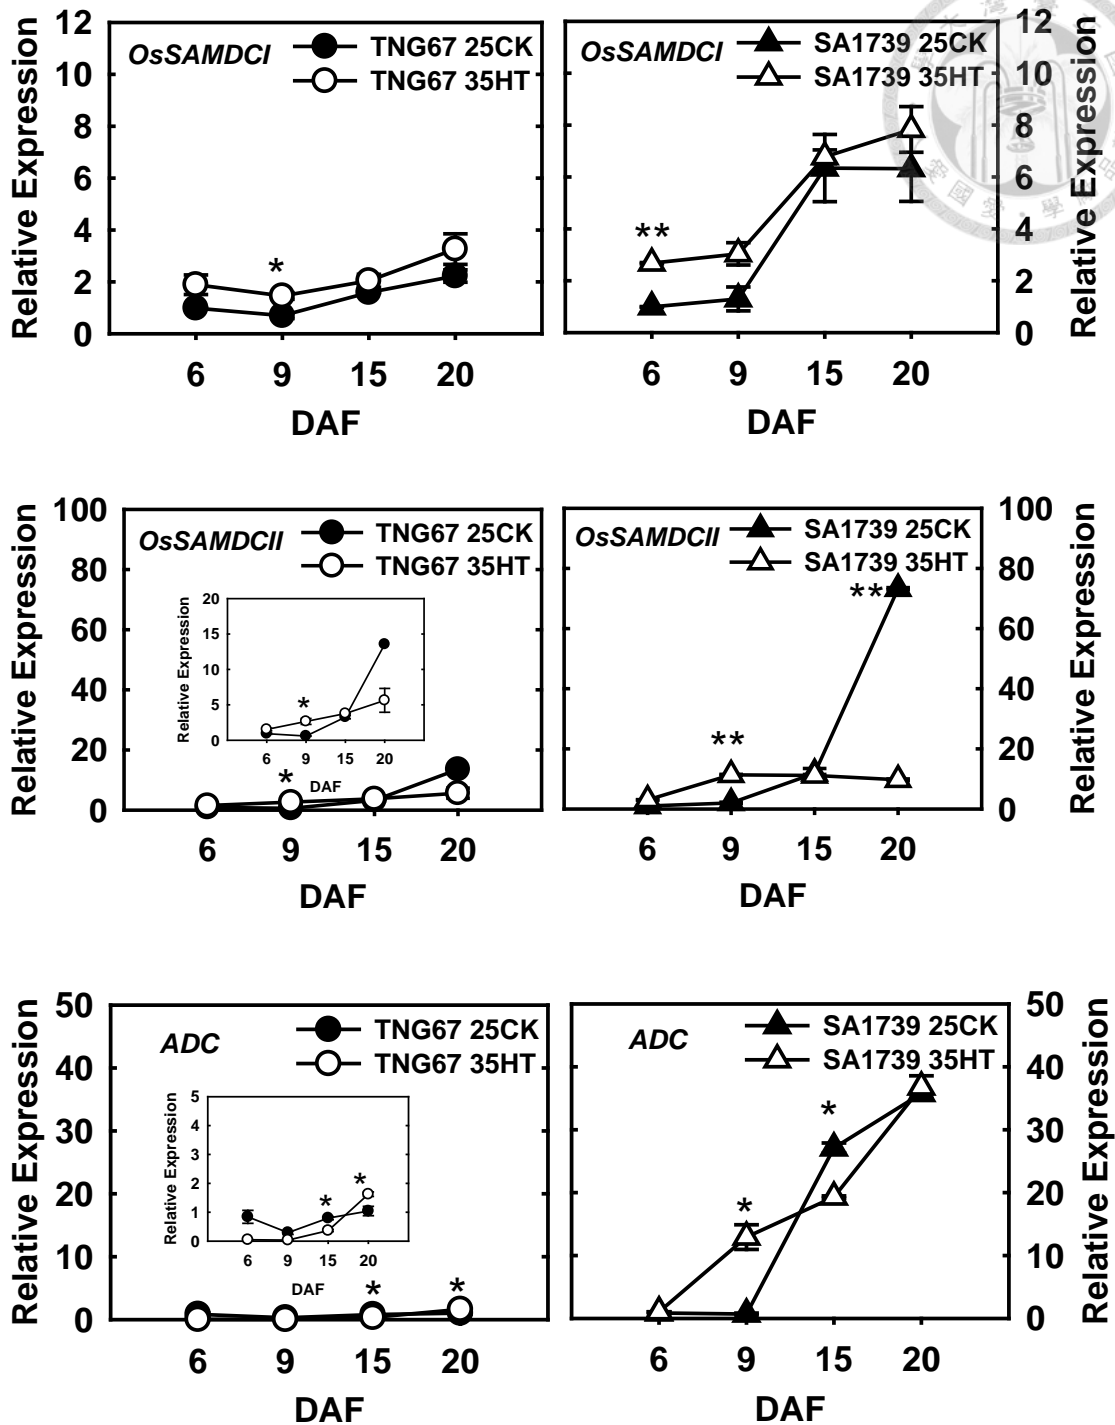 OsSAMDCI
TNG67 25CK
TNG67 35HT
Relative Expression
12
10
8
6
4
2
0
*
6 9 15 20
DAF
OsSAMDCI
SA1739 25CK
SA1739 35HT
12
10
8
6
4
2
0
Relative Expression
**
6 9 15 20
DAF
OsSAMDCII
TNG67 25CK
TNG67 35HT
Relative Expression
100
80
60
40
20
0
Relative Expression
20
15
10
5
0
*
6 9 15 20
DAF
*
6 9 15 20
DAF
OsSAMDCII
SA1739 25CK
SA1739 35HT
100
80
60
40
20
0
Relative Expression
**
**
6 9 15 20
DAF
ADC
TNG67 25CK
TNG67 35HT
Relative Expression
50
40
30
20
10
0
Relative Expression
5
4
3
2
1
0
* *
6 9 15 20
DAF
* *
6 9 15 20
DAF
ADC
SA1739 25CK
SA1739 35HT
50
40
30
20
10
0
Relative Expression
*
*
6 9 15 20
DAF